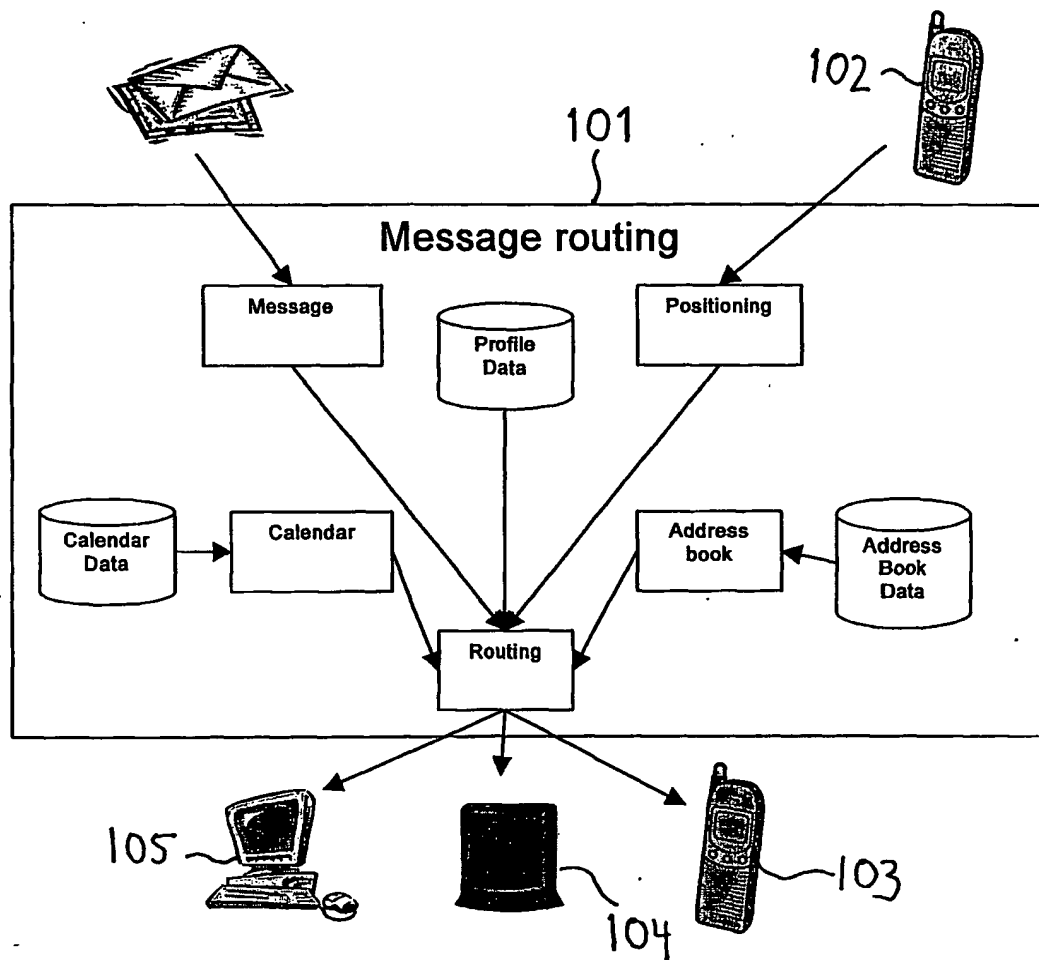 102
101
Message routing
Message
Positioning
Profile
Data
Calendar
Data
Calendar
Address
book
Address
Book
Data
Routing
105
104
103